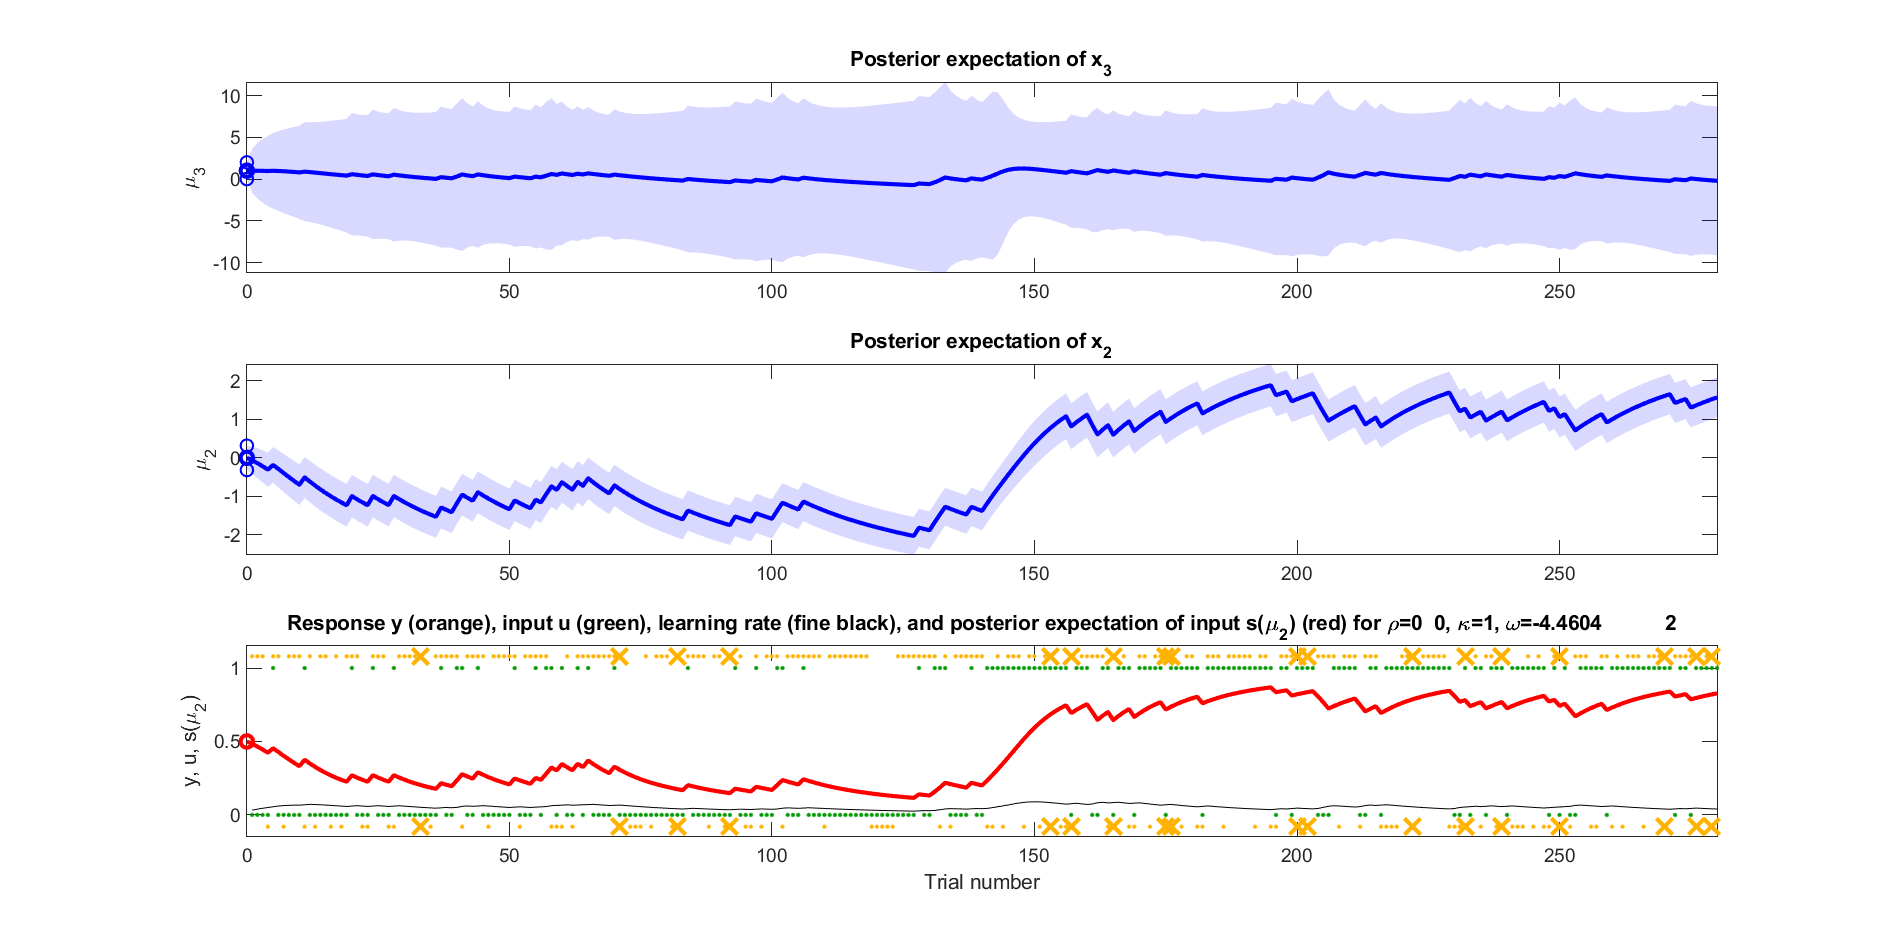 Posterior expectation of x3
10
5
0
-5
-10
μ3
0 50 100 150 200 250
Posterior expectation of x2
2
1
0
-1
-2
μ2
0 50 100 150 200 250
Response y (orange), input u (green), learning rate (fine black), and posterior expectation of input s(μ2) (red) for ρ=0 0, κ=1, ω=-4.4604 2
1
0.5
0
y, u, s(μ2)
0 50 100 150 200 250
Trial number